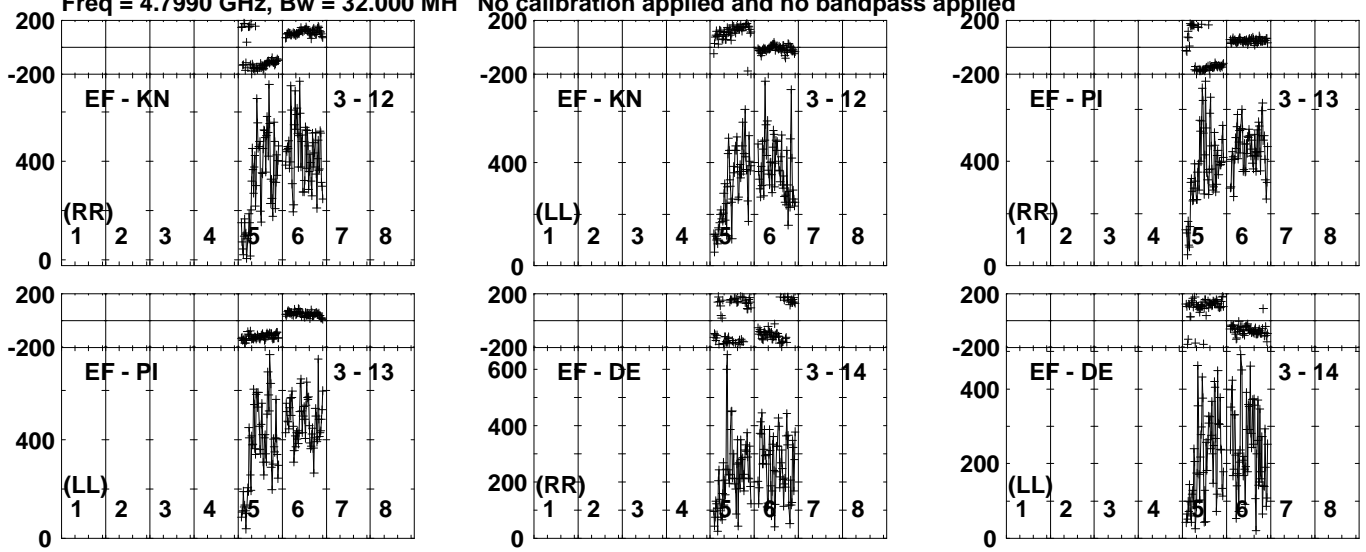 Freq = 4.7990 GHz, Bw = 32.000 MH No calibration applied and no bandpass applied
200
-200
EF - KN 3 - 12
400
(RR)
1 2 3 4 5 6 7 8
0
200
-200
EF - KN 3 - 12
400
(LL)
1 2 3 4 5 6 7 8
0
200
-200
EF - PI 3 - 13
400
(RR)
1 2 3 4 5 6 7 8
0
200
-200
EF - PI 3 - 13
400
(LL)
1 2 3 4 5 6 7 8
0
200
-200
600
EF - DE 3 - 14
400
200
(RR)
1 2 3 4 5 6 7 8
0
200
-200
EF - DE 3 - 14
400
200
(LL)
1 2 3 4 5 6 7 8
0